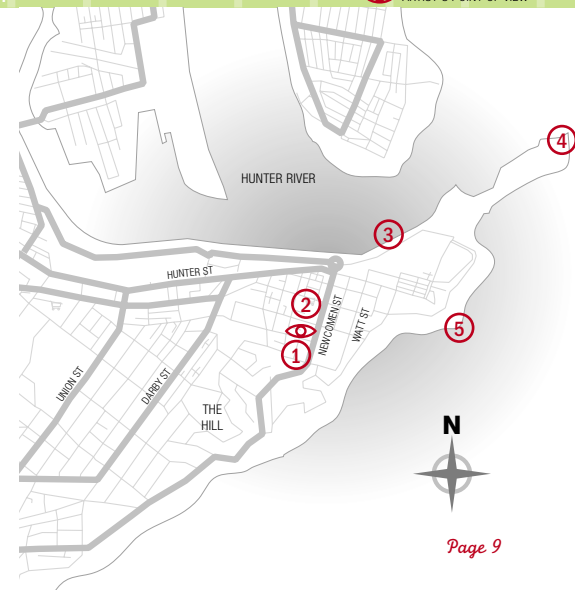 HUNTER RIVER
4
3
HUNTER ST
2
NEWCOMEN ST
WATT ST
5
1
UNION ST
DARBY ST
THE
HILL
N
Page 9